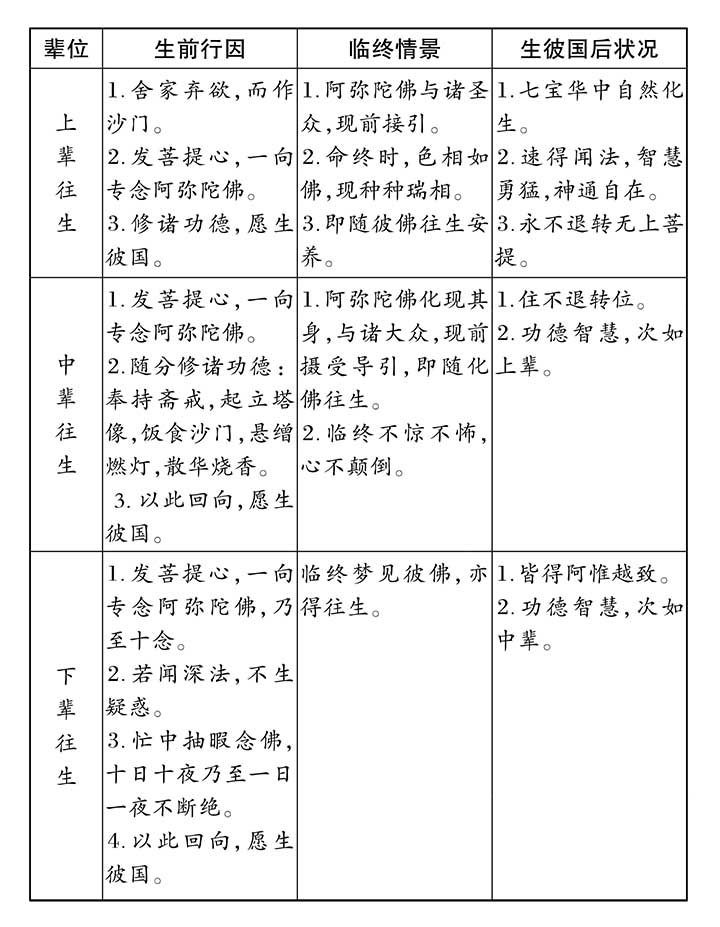 辈位
生前行因
临终情景
生彼国后状况
上
辈
往
生
1.舍家弃欲,而作
沙门。
2.发菩提心,一向
专念阿弥陀佛。
3.修诸功德,愿生
彼国。
1.阿弥陀佛与诸圣
众,现前接引。
2.命终时,色相如
佛,现种种瑞相。
3.即随彼佛往生安
养。
1.七宝华中自然化
生。
2.速得闻法,智慧
勇猛,神通自在。
3.永不退转无上菩
提。
中
辈
往
生
1.发菩提心,一向
专念阿弥陀佛。
2.随分修诸功德:
奉持斋戒,起立塔
像,饭食沙门,悬缯
燃灯,散华烧香。
3.以此回向,愿生
彼国。
1.阿弥陀佛化现其
身,与诸大众,现前
摄受导引,即随化
佛往生。
2.临终不惊不怖,
心不颠倒。
1.住不退转位。
2.功德智慧,次如
上辈。
下
辈
往
生
1.发菩提心,一向
专念阿弥陀佛,乃
至十念。
2.若闻深法,不生
疑惑。
3.忙中抽暇念佛,
十日十夜乃至一日
一夜不断绝。
4.以此回向,愿生
彼国。
临终梦见彼佛,亦
得往生。
1.皆得阿惟越致。
2.功德智慧,次如
中辈。